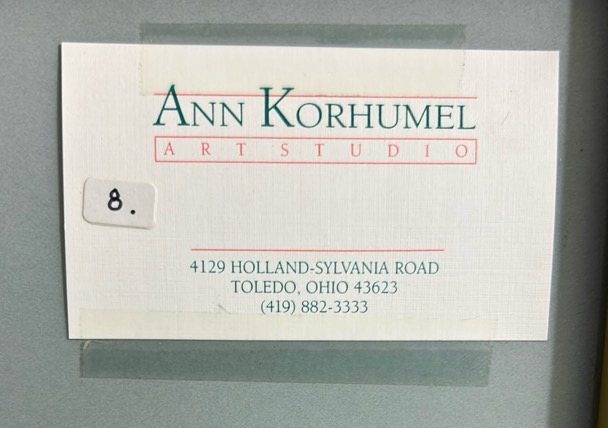 ANN KORHUMEL
ART STUDIO
8.
4129 HOLLAND-SYLVANIA ROAD
TOLEDO, OHIO 43623
(419) 882-3333